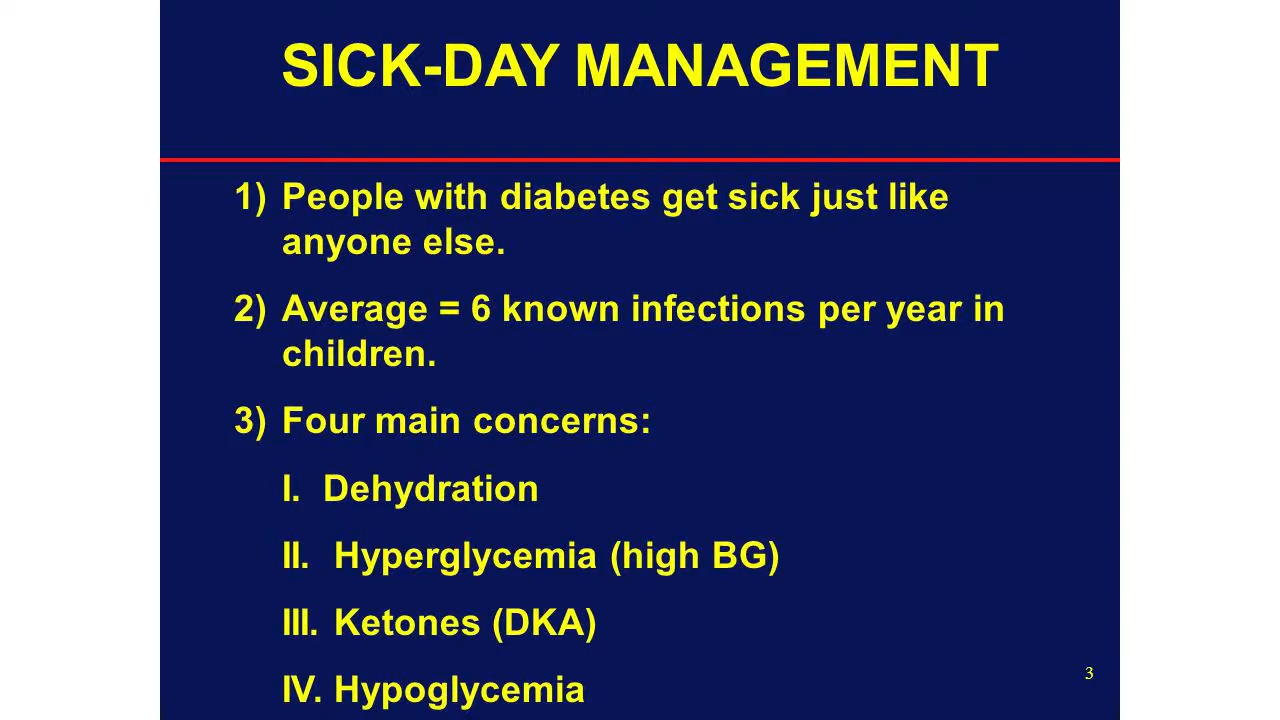 SICK-DAY MANAGEMENT
1) People with diabetes get sick just like
anyone else.
2) Average = 6 known infections per year in
children.
3) Four main concerns:
I. Dehydration
II. Hyperglycemia (high BG)
III. Ketones (DKA)
IV. Hypoglycemia
3